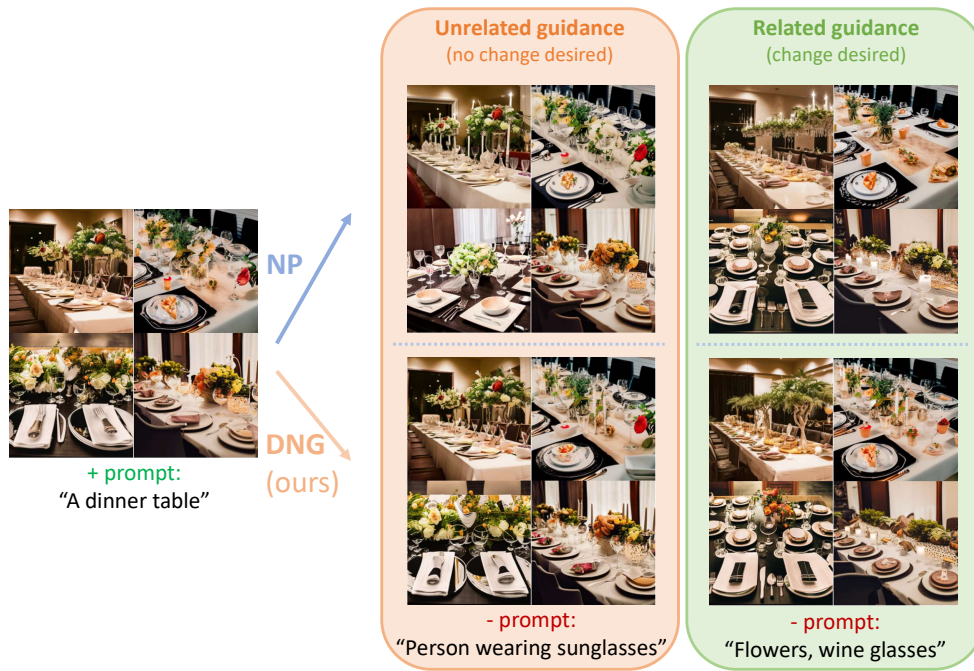 Unrelated guidance
(no change desired)
Related guidance
(change desired)
NP
DNG
(ours)
+ prompt:
“A dinner table”
- prompt:
“Person wearing sunglasses”
- prompt:
“Flowers, wine glasses”